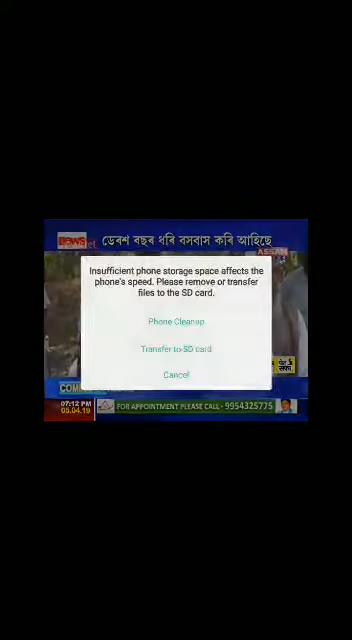 NEWS
ডেৰশ বছৰ ধৰি বসবাস কৰি আহিছে
ASSAM
Insufficient phone storage space affects the
phone's speed. Please remove or transfer
files to the SD card.
Phone Cleanup
Transfer to SD card
Cancel
07:12 PM
05.04.19
FOR APPOINTMENT PLEASE CALL - 9954325775